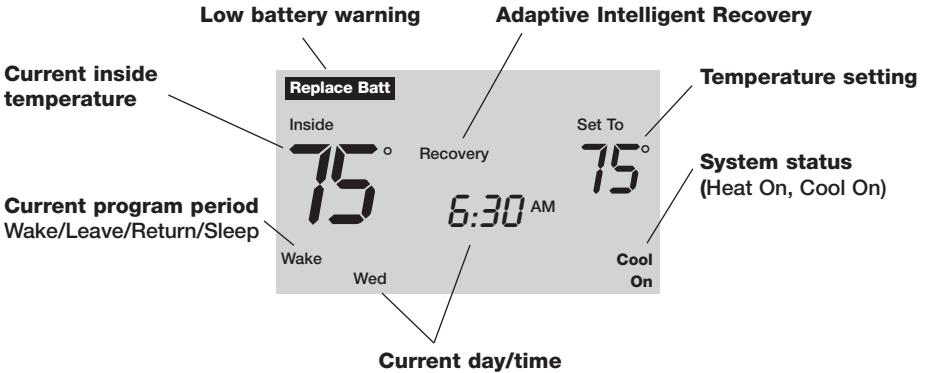 Low battery warning
Adaptive Intelligent Recovery
Current inside
temperature
Replace Batt
Temperature setting
Inside
Set To
75°
Recovery
75°
System status
(Heat On, Cool On)
Current program period
Wake/Leave/Return/Sleep
6:30 AM
Wake
Cool
On
Wed
Current day/time